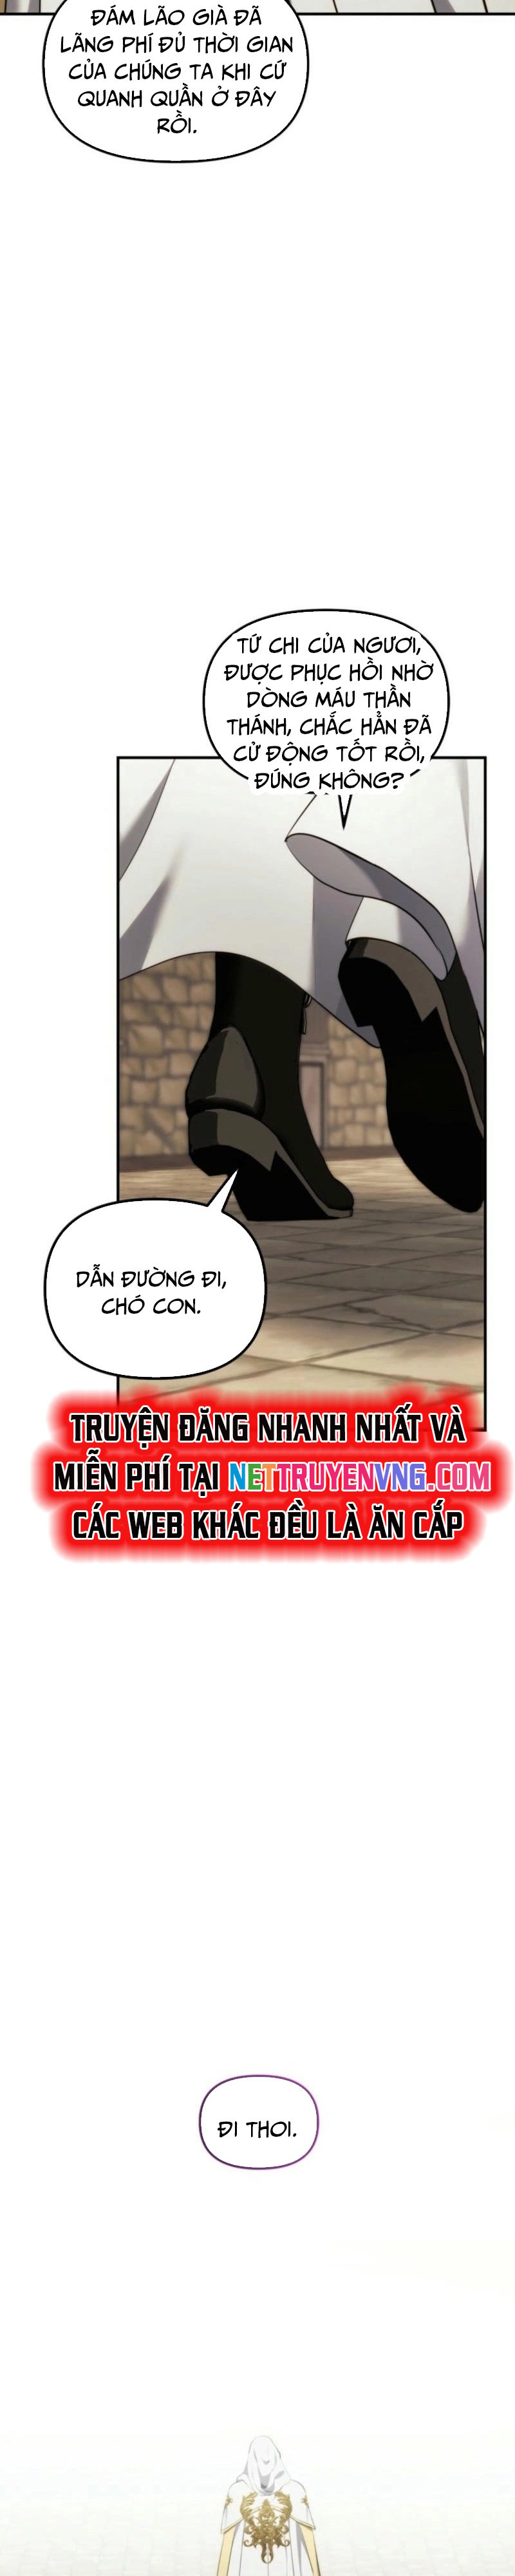 ĐÁM LÃO GIÀ ĐÃ
LÃNG PHÍ ĐỦ THỜI GIAN
CỦA CHÚNG TA KHI CỨ
QUANH QUẨN Ở ĐÂY
RỒI.
TỨ CHI CỦA NGƯƠI,
ĐƯỢC PHỤC HỒI NHỜ
DÒNG MÁU THẦN
THÁNH, CHẮC HẲN ĐÃ
CỬ ĐỘNG TỐT RỒI,
ĐÚNG KHÔNG?
DẪN ĐƯỜNG ĐI,
CHÓ CON.
TRUYỆN ĐĂNG NHANH NHẤT VÀ
MIỄN PHÍ TẠI NETTRUYENVNG.COM
CÁC WEB KHÁC ĐỀU LÀ ĂN CẮP
ĐI THOI.